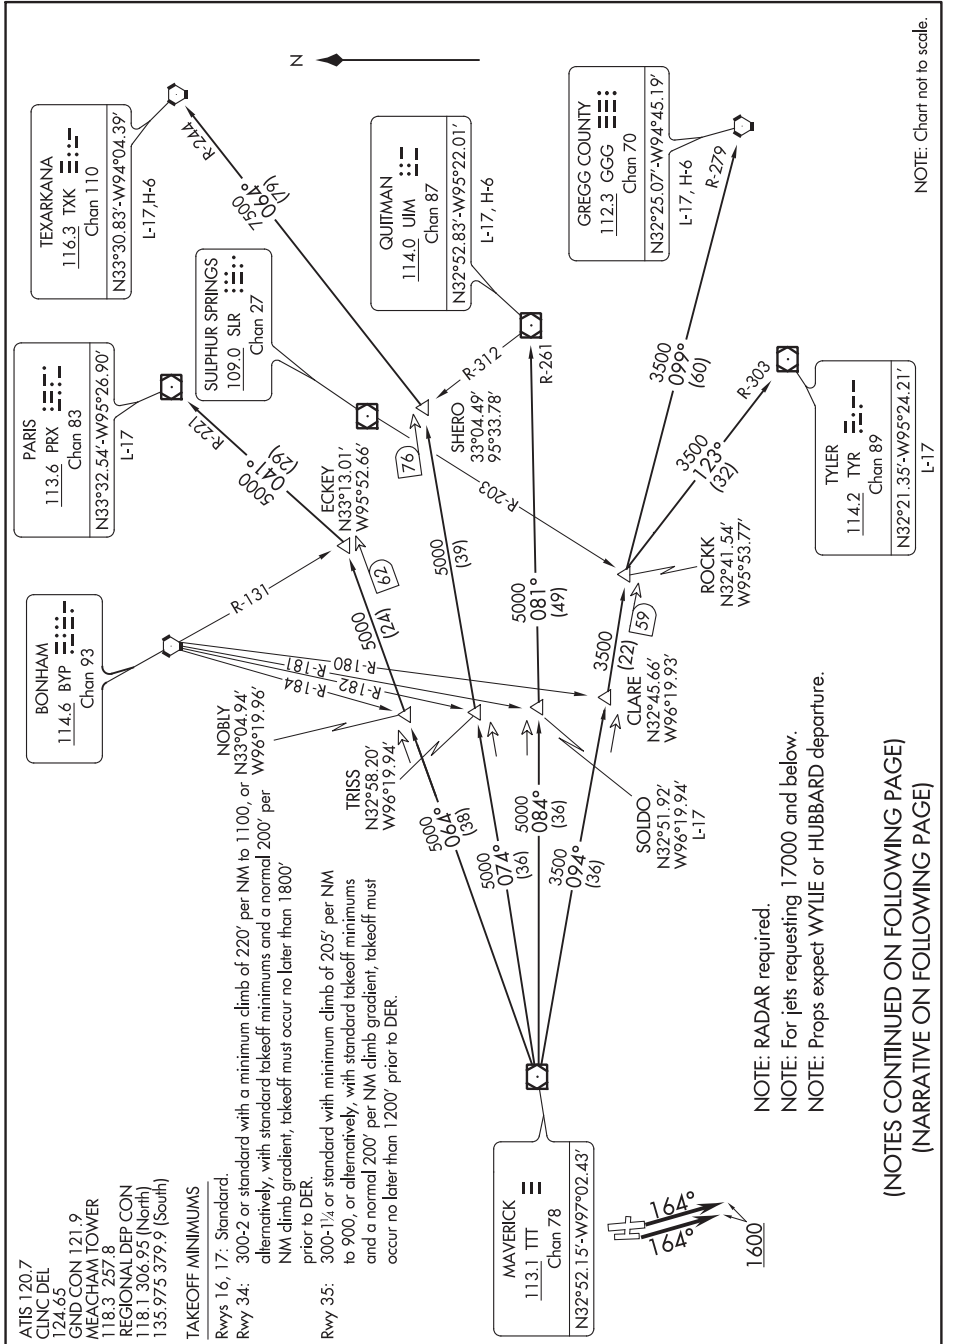 ATIS 120.7
CLNC DEL
124.65
GND CON 121.9
MEACHAM TOWER
118.3 257.8
REGIONAL DEP CON
118.1 306.95 (North)
135.975 379.9 (South)
TAKEOFF MINIMUMS
Rwys 16, 17: Standard.
Rwy 34: 300-2 or standard with a minimum climb of 220' per NM to 1100, or
alternatively, with standard takeoff minimums and a normal 200' per
NM climb gradient, takeoff must occur no later than 1800'
prior to DER.
Rwy 35: 300-1¼ or standard with minimum climb of 205' per NM
to 900, or alternatively, with standard takeoff minimums
and a normal 200' per NM climb gradient, takeoff must
occur no later than 1200' prior to DER.
BONHAM
114.6 BYP
Chan 93
PARIS
113.6 PRX
Chan 83
N33°32.54'-W95°26.90'
L-17
TEXARKANA
116.3 TXK
Chan 110
N33°30.83'-W94°04.39'
L-17,H-6
SULPHUR SPRINGS
109.0 SLR
Chan 27
QUITMAN
114.0 UIM
Chan 87
N32°52.83'-W95°22.01'
L-17, H-6
GREGG COUNTY
112.3 GGG
Chan 70
N32°25.07'-W94°45.19'
L-17, H-6
TYLER
114.2 TYR
Chan 89
N32°21.35'-W95°24.21'
L-17
MAVERICK
113.1 TTT
Chan 78
N32°52.15'-W97°02.43'
N
R-131
R-184
R-181
R-182
R-180
R-221
R-244
R-312
R-261
R-203
R-279
R-303
NOBLY
N33°04.94'
W96°19.96'
TRISS
N32°58.20'
W96°19.94'
SOLDO
N32°51.92'
W96°19.94'
L-17
CLARE
N32°45.66'
W96°19.93'
ECKEY
N33°13.01'
W95°52.66'
SHERO
33°04.49'
95°33.78'
ROCKK
N32°41.54'
W95°53.77'
5000
064°
(38)
5000
074°
(36)
5000
084°
(36)
3500
094°
(36)
5000
(24)
62
5000
041°
(29)
5000
(39)
76
7500
064°
(79)
5000
081°
(49)
3500
(22)
59
3500
099°
(60)
3500
123°
(32)
164°
164°
1600
NOTE: RADAR required.
NOTE: For jets requesting 17000 and below.
NOTE: Props expect WYLIE or HUBBARD departure.
NOTE: Chart not to scale.
(NOTES CONTINUED ON FOLLOWING PAGE)
(NARRATIVE ON FOLLOWING PAGE)